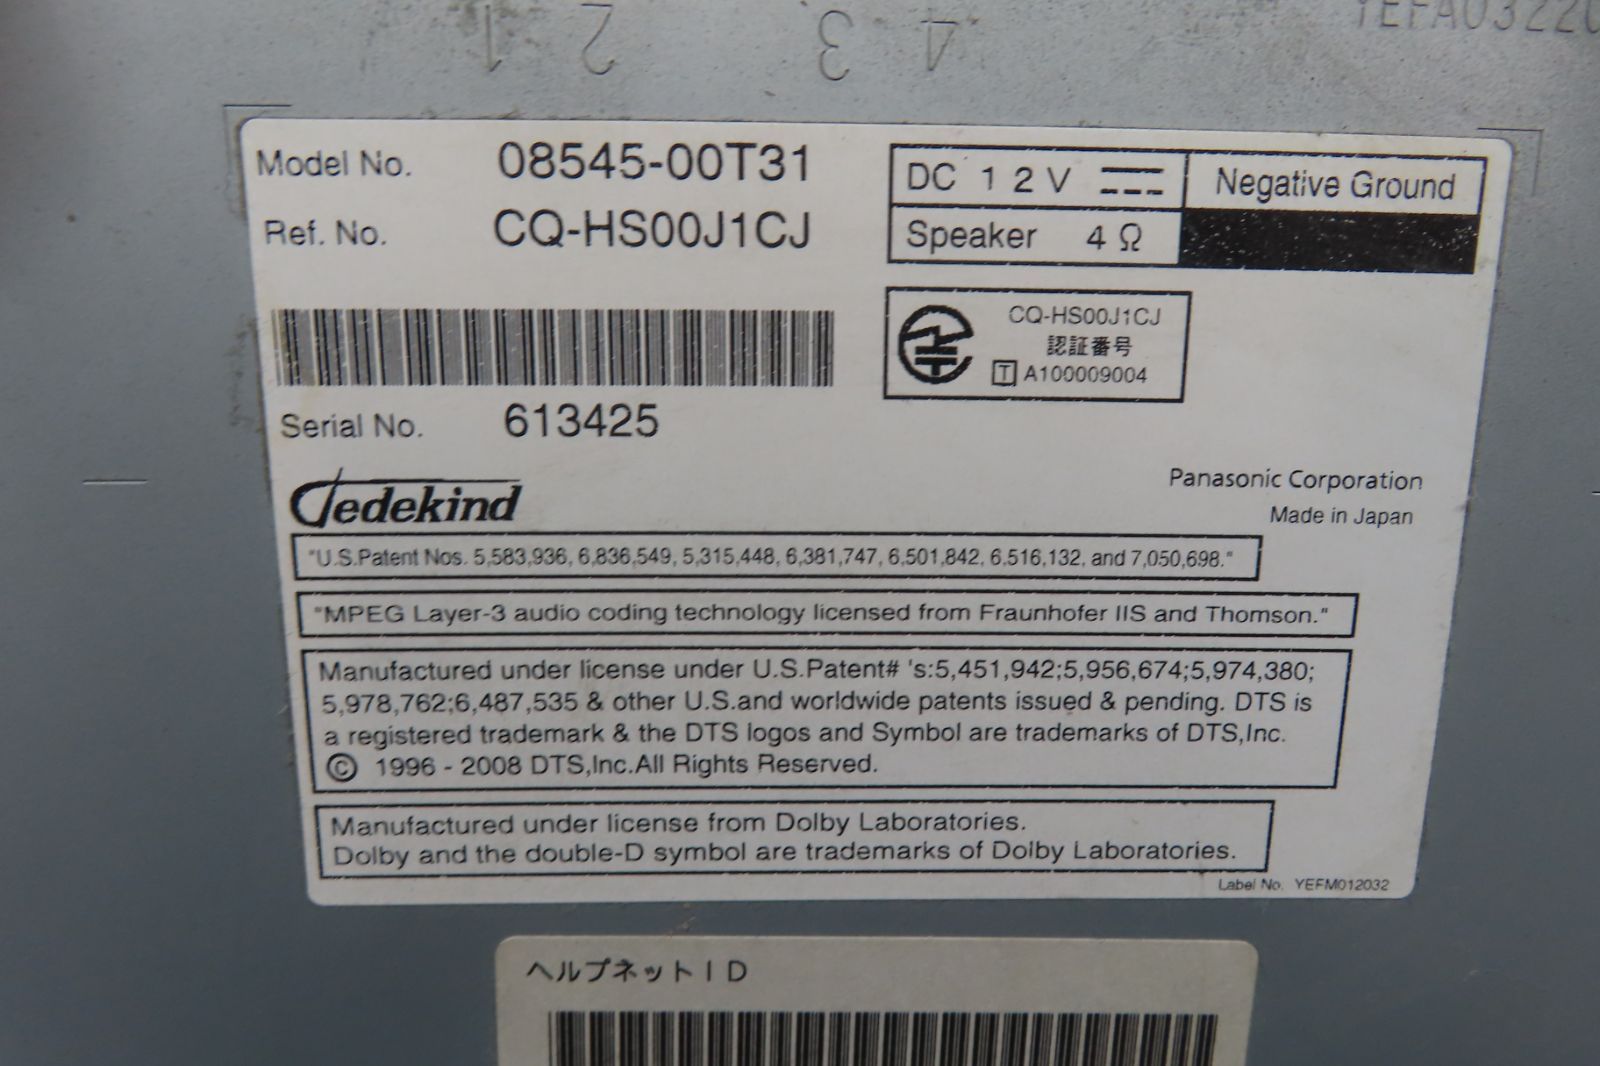 1 2 3 4
YEFA03220
Model No. 08545-00T31
Ref. No. CQ-HS00J1CJ
DC 12V Negative Ground
Speaker 4Ω
CQ-HS00J1CJ
認証番号
T A100009004
Serial No. 613425
Gedekind
Panasonic Corporation
Made in Japan
"U.S.Patent Nos. 5,583,936, 6,836,549, 5,315,448, 6,381,747, 6,501,842, 6.516,132, and 7,050,698."
"MPEG Layer-3 audio coding technology licensed from Fraunhofer IIS and Thomson."
Manufactured under license under U.S.Patent# 's:5,451,942;5,956,674;5,974,380;
5,978,762;6,487,535 & other U.S.and worldwide patents issued & pending. DTS is
a registered trademark & the DTS logos and Symbol are trademarks of DTS,Inc.
© 1996 - 2008 DTS,Inc.All Rights Reserved.
Manufactured under license from Dolby Laboratories.
Dolby and the double-D symbol are trademarks of Dolby Laboratories.
Label No. YEFM012032
ヘルプネットID